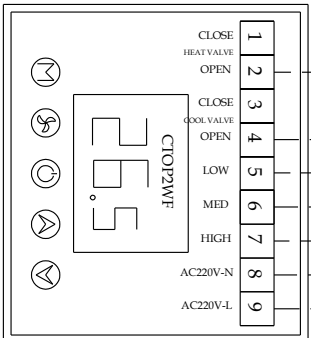 CLOSE 1
HEAT VALVE
OPEN 2
CLOSE 3
COOL VALVE
OPEN 4
LOW 5
MED 6
HIGH 7
AC220V-N 8
AC220V-L 9
CTOP2WF
26.5
M